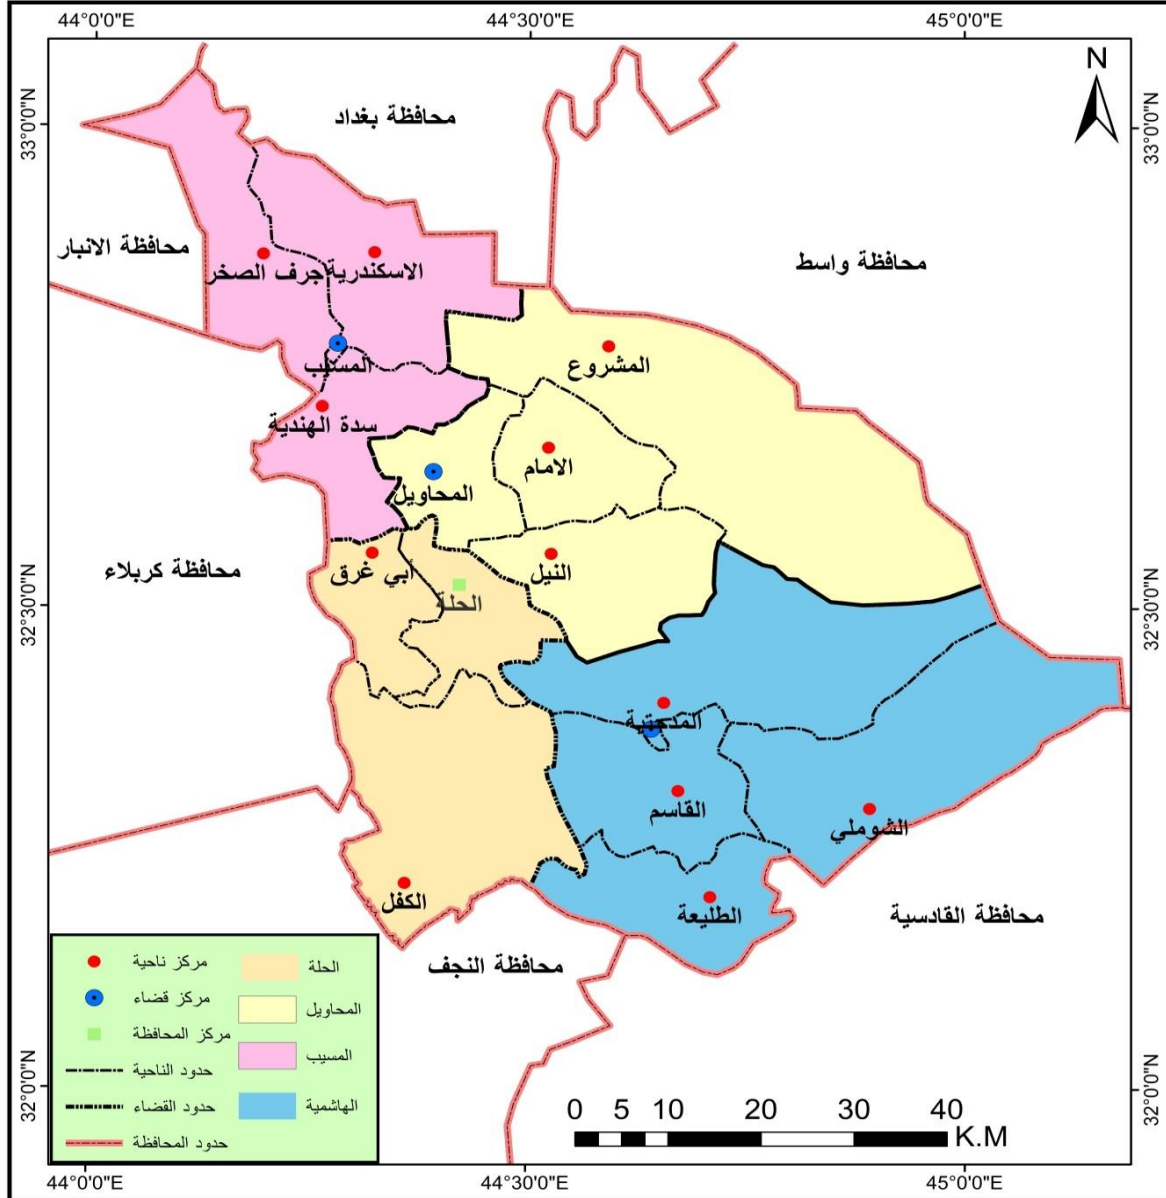 44°0'0"E
44°30'0"E
45°0'0"E
N
33°0'0"N
33°0'0"N
محافظة بغداد
محافظة الانبار
محافظة واسط
جرف الصخر
الاسكندرية
المشروع
المسيب
سدة الهندية
الامام
المحاويل
النيل
أبي غرق
محافظة كربلاء
الحلة
32°30'0"N
32°30'0"N
المدحتية
القاسم
الشوملي
الكفل
الطليعة
محافظة القادسية
محافظة النجف
مركز ناحية
الحلة
مركز قضاء
المحاويل
مركز المحافظة
المسيب
حدود الناحية
حدود القضاء
الهاشمية
حدود المحافظة
32°0'0"N
32°0'0"N
0 5 10 20 30 40
K.M
44°0'0"E
44°30'0"E
45°0'0"E